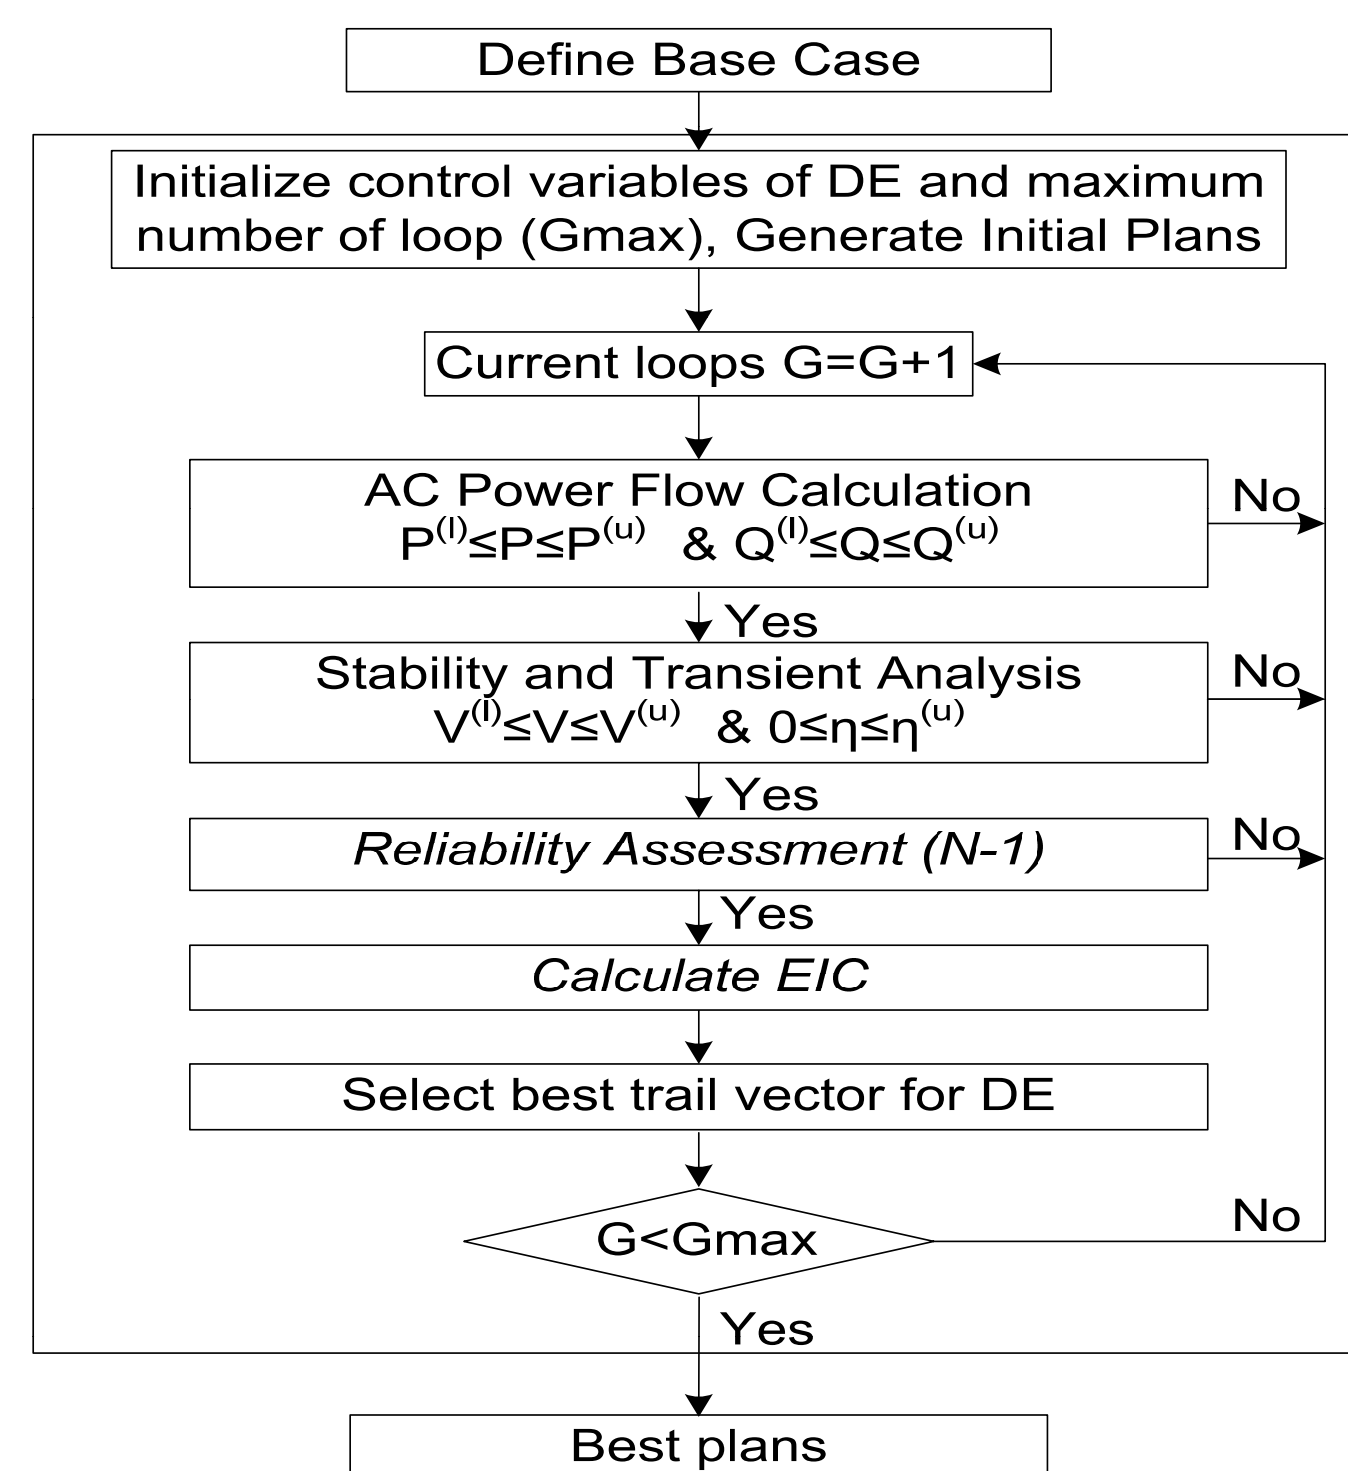 Define Base Case
Initialize control variables of DE and maximum
number of loop (Gmax), Generate Initial Plans
Current loops G=G+1
AC Power Flow Calculation
P(l)≤P≤P(u) & Q(l)≤Q≤Q(u)
No
Yes
Stability and Transient Analysis
V(l)≤V≤V(u) & 0≤η≤η(u)
No
Yes
Reliability Assessment (N-1)
No
Yes
Calculate EIC
Select best trail vector for DE
G<Gmax
No
Yes
Best plans